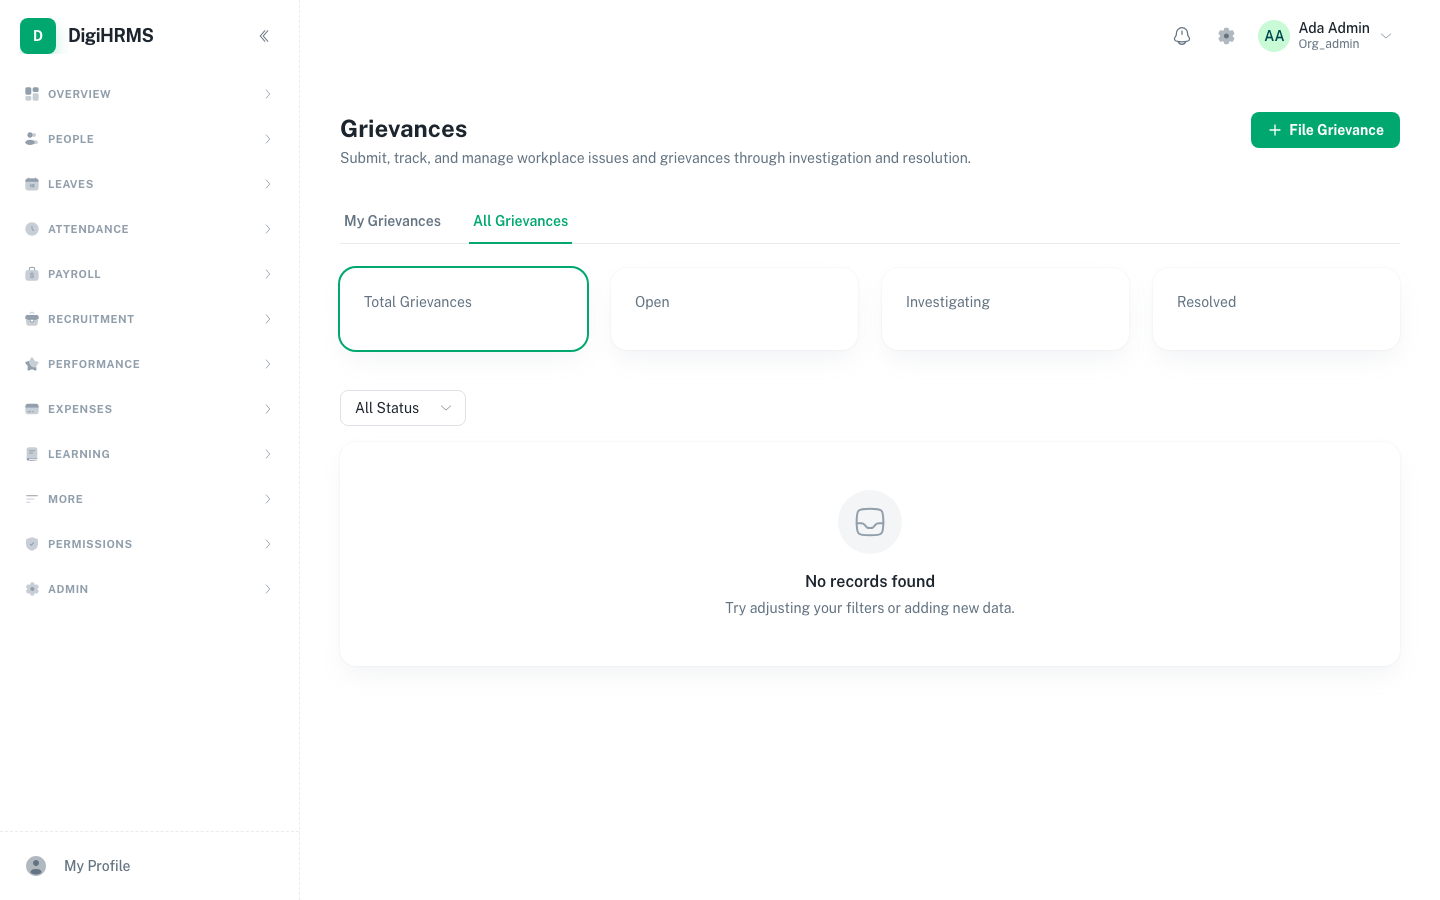 D
DigiHRMS
OVERVIEW
PEOPLE
LEAVES
ATTENDANCE
PAYROLL
RECRUITMENT
PERFORMANCE
EXPENSES
LEARNING
MORE
PERMISSIONS
ADMIN
My Profile
AA
Ada Admin
Org_admin
Grievances
Submit, track, and manage workplace issues and grievances through investigation and resolution.
File Grievance
My Grievances
All Grievances
Total Grievances
Open
Investigating
Resolved
All Status
No records found
Try adjusting your filters or adding new data.